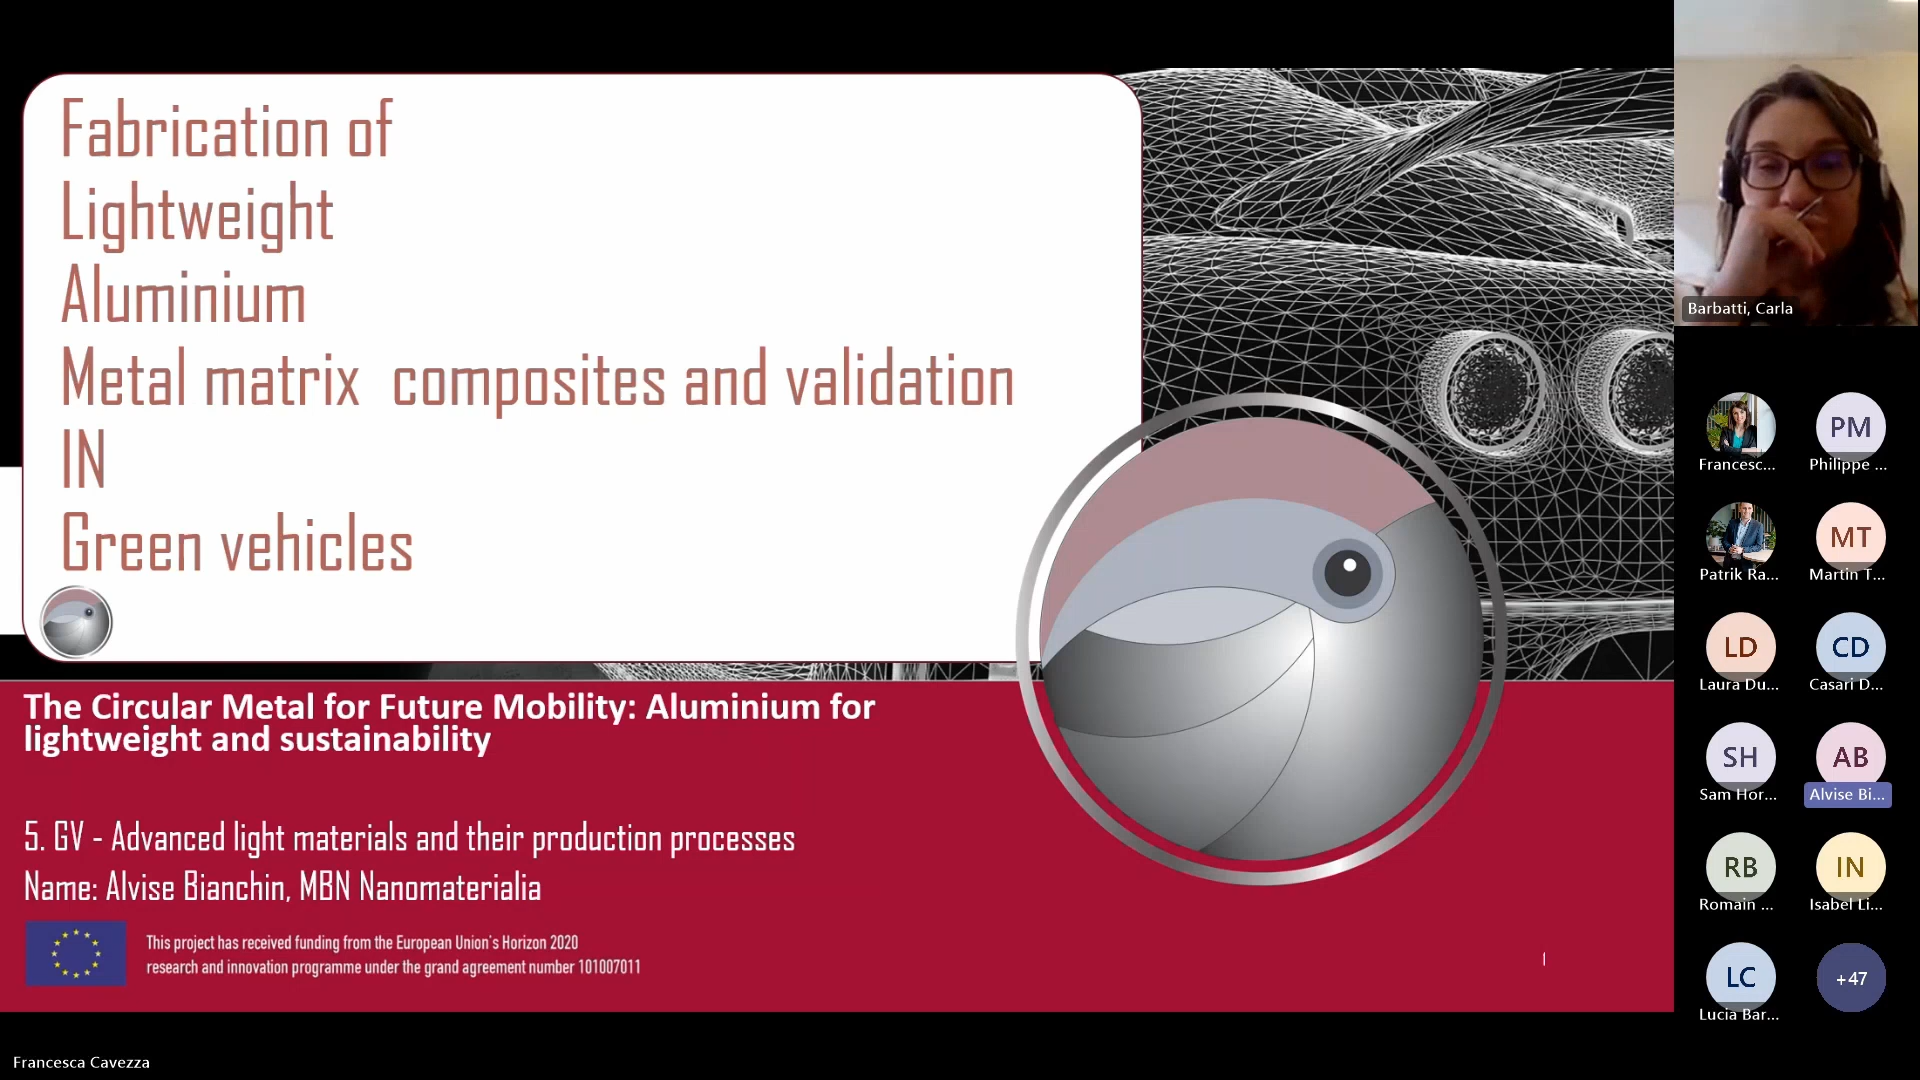 Fabrication of
Lightweight
Aluminium
Metal matrix composites and validation
IN
Green vehicles
The Circular Metal for Future Mobility: Aluminium for
lightweight and sustainability
5. GV - Advanced light materials and their production processes
Name: Alvise Bianchin, MBN Nanomaterialia
This project has received funding from the European Union's Horizon 2020
research and innovation programme under the grand agreement number 101007011
1
Barbatti, Carla
Francesc...
PM
Philippe ...
Patrik Ra...
MT
Martin T...
LD
Laura Du...
CD
Casari D...
SH
Sam Hor...
AB
Alvise Bi...
RB
Romain ...
IN
Isabel Li...
LC
Lucia Bar...
+47
Francesca Cavezza